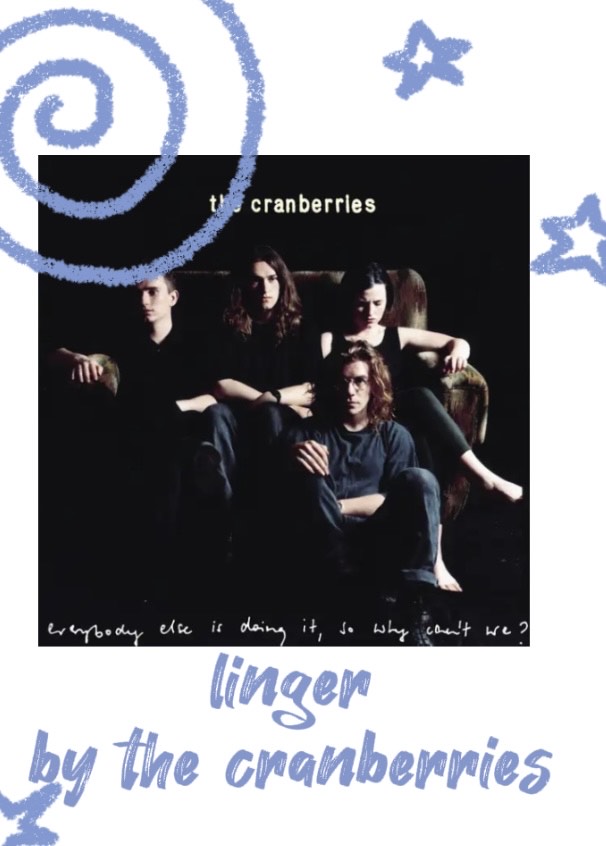 the cranberries
everybody else is doing it, so why can't we?
linger
by the cranberries